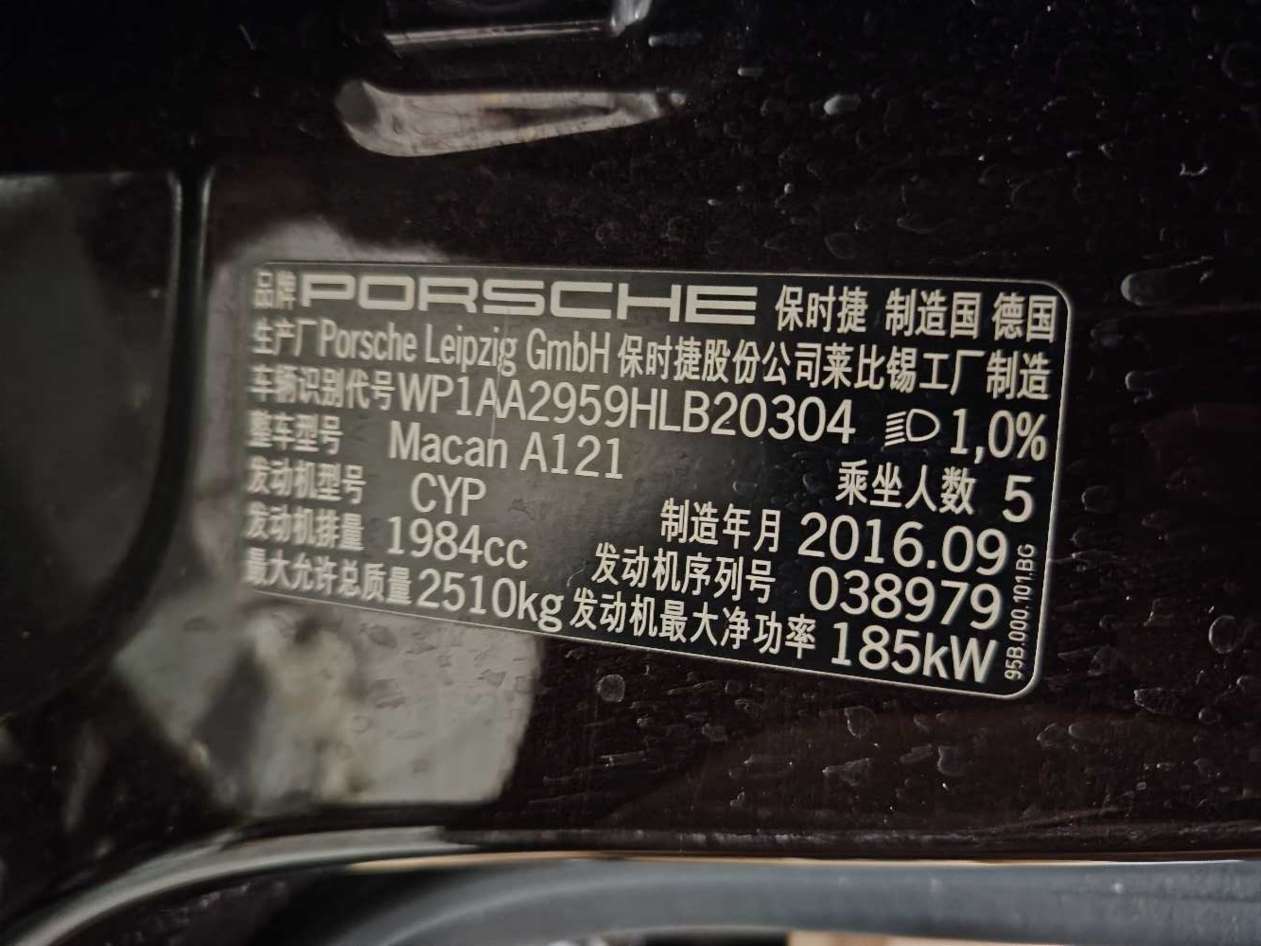 品牌 PORSCHE 保时捷 制造国 德国
生产厂 Porsche Leipzig GmbH 保时捷股份公司莱比锡工厂制造
车辆识别代号 WP1AA2959HLB20304 1,0%
整车型号 Macan A121 乘坐人数 5
发动机型号 CYP 制造年月 2016.09
发动机排量 1984cc 发动机序列号 038979
最大允许总质量 2510kg 发动机最大净功率 185kW
95B.000.101.BG